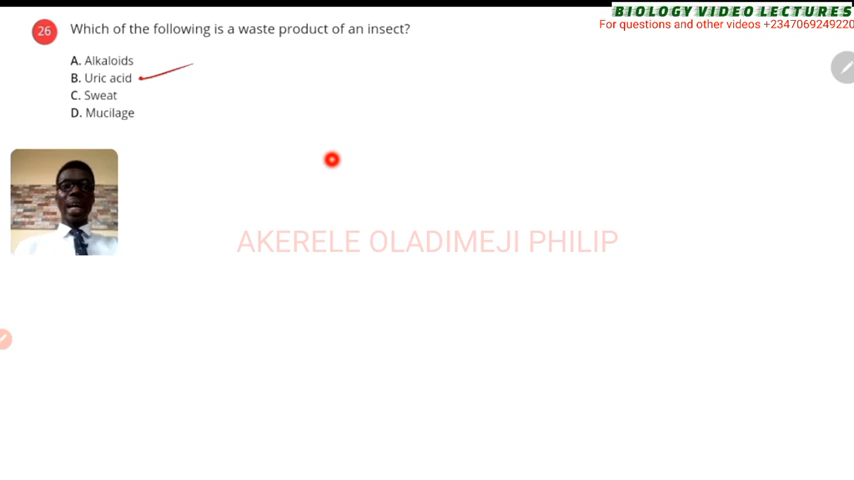 BIOLOGY VIDEO LECTURES
For questions and other videos +2347069249220
26 Which of the following is a waste product of an insect?
A. Alkaloids
B. Uric acid
C. Sweat
D. Mucilage
AKERELE OLADIMEJI PHILIP